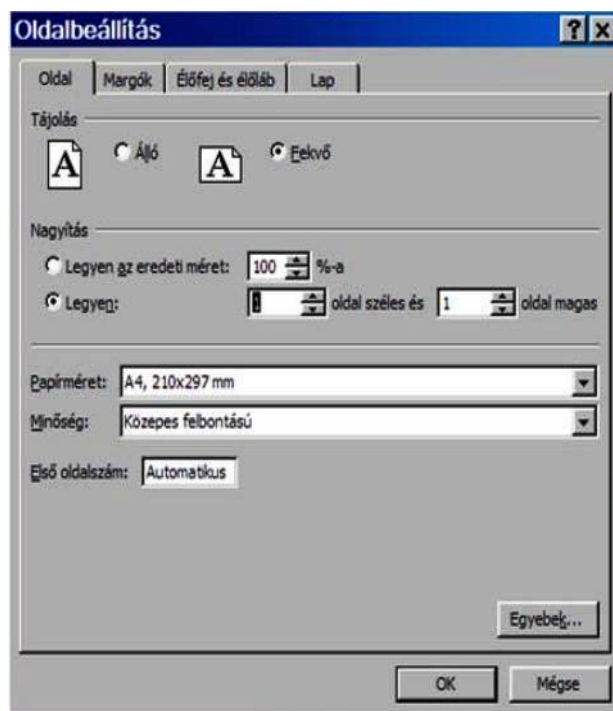 Oldalbeállítás
Oldal Margók Élőfej és élőláb Lap
Tájolás
A Álló A Fekvő
Nagyítás
Legyen az eredeti méret: 100 %-a
Legyen: 1 oldal széles és 1 oldal magas
Papírméret: A4, 210x297 mm
Minőség: Közepes felbontású
Első oldalszám: Automatikus
Egyebek...
OK Mégse